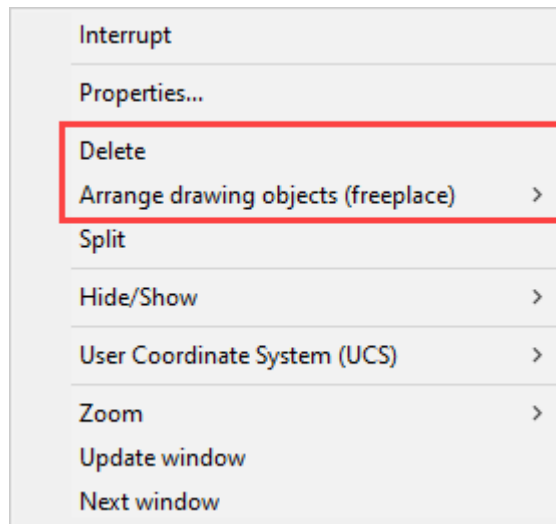 Interrupt
Properties...
Delete
Arrange drawing objects (freeplace)
Split
Hide/Show
User Coordinate System (UCS)
Zoom
Update window
Next window